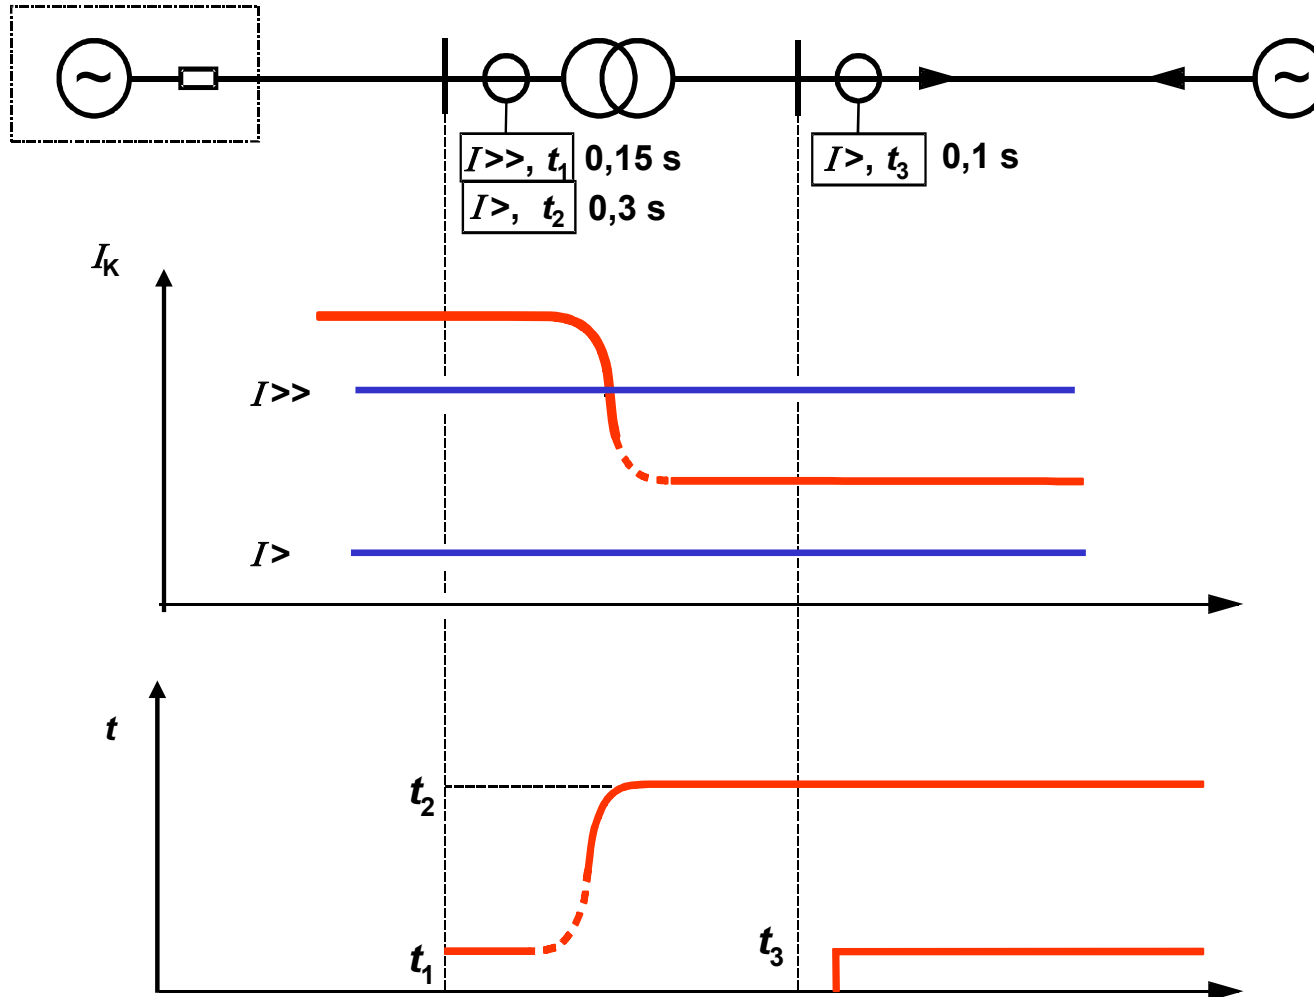 ~
~
I>>, t1 0,15 s
I>, t3 0,1 s
I>, t2 0,3 s
IK
I>>
I>
t
t2
t1
t3